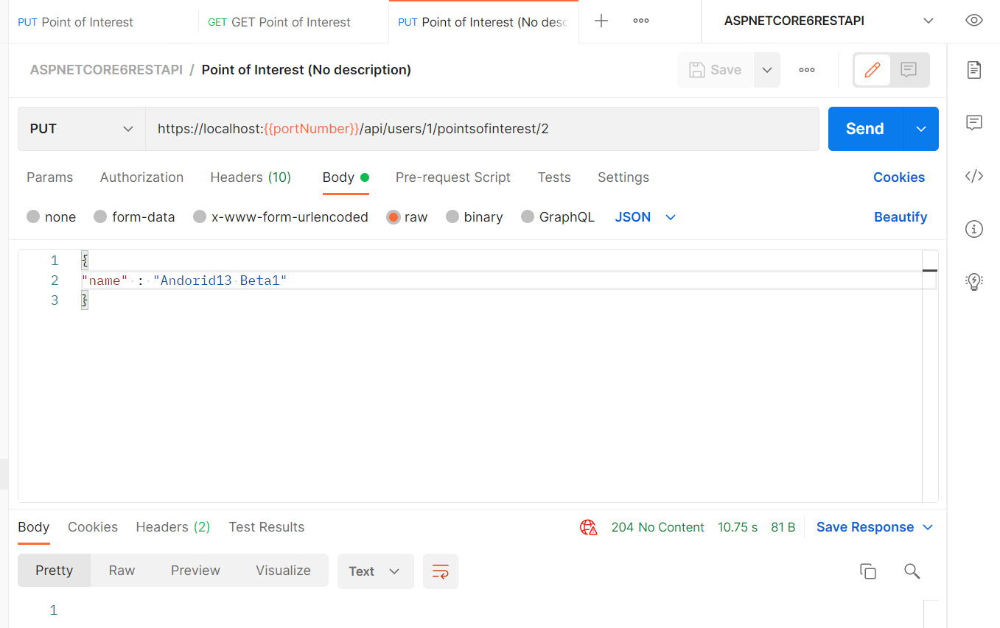 PUT Point of Interest GET GET Point of Interest PUT Point of Interest (No desc ASPNETCORE6RESTAPI
ASPNETCORE6RESTAPI / Point of Interest (No description) Save
PUT https://localhost:{{portNumber}}/api/users/1/pointsofinterest/2 Send
Params Authorization Headers (10) Body Pre-request Script Tests Settings Cookies
none form-data x-www-form-urlencoded raw binary GraphQL JSON Beautify
1 {
2 "name" : "Andorid13 Beta1"
3 }
Body Cookies Headers (2) Test Results 204 No Content 10.75 s 81 B Save Response
Pretty Raw Preview Visualize Text
1